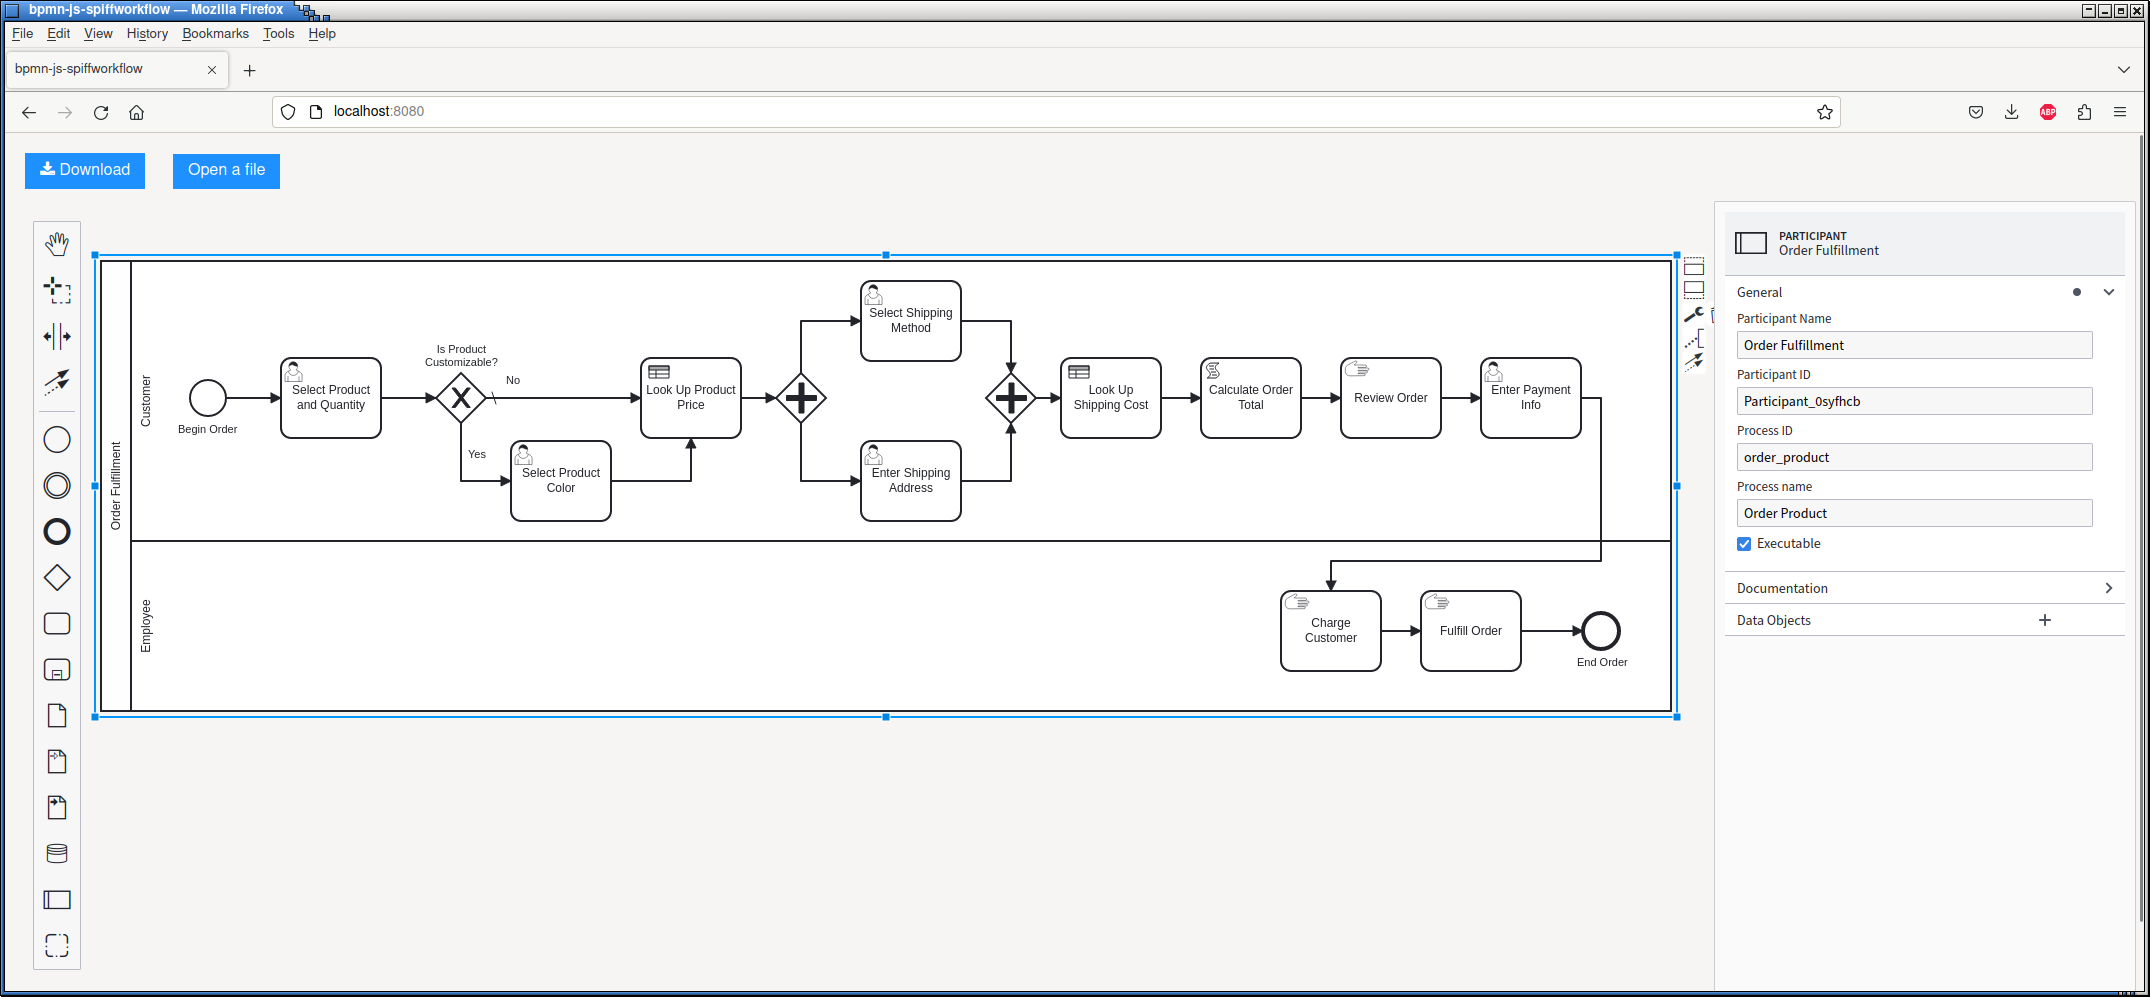 bpmn-js-spiffworkflow — Mozilla Firefox
File Edit View History Bookmarks Tools Help
bpmn-js-spiffworkflow
localhost:8080
ABP
Download
Open a file
Order Fulfillment
Customer
Begin Order
Select Product
and Quantity
Is Product
Customizable?
No
Yes
Select Product
Color
Look Up Product
Price
Select Shipping
Method
Enter Shipping
Address
Look Up
Shipping Cost
Calculate Order
Total
Review Order
Enter Payment
Info
Employee
Charge
Customer
Fulfill Order
End Order
PARTICIPANT
Order Fulfillment
General
Participant Name
Order Fulfillment
Participant ID
Participant_0syfhcb
Process ID
order_product
Process name
Order Product
Executable
Documentation
Data Objects